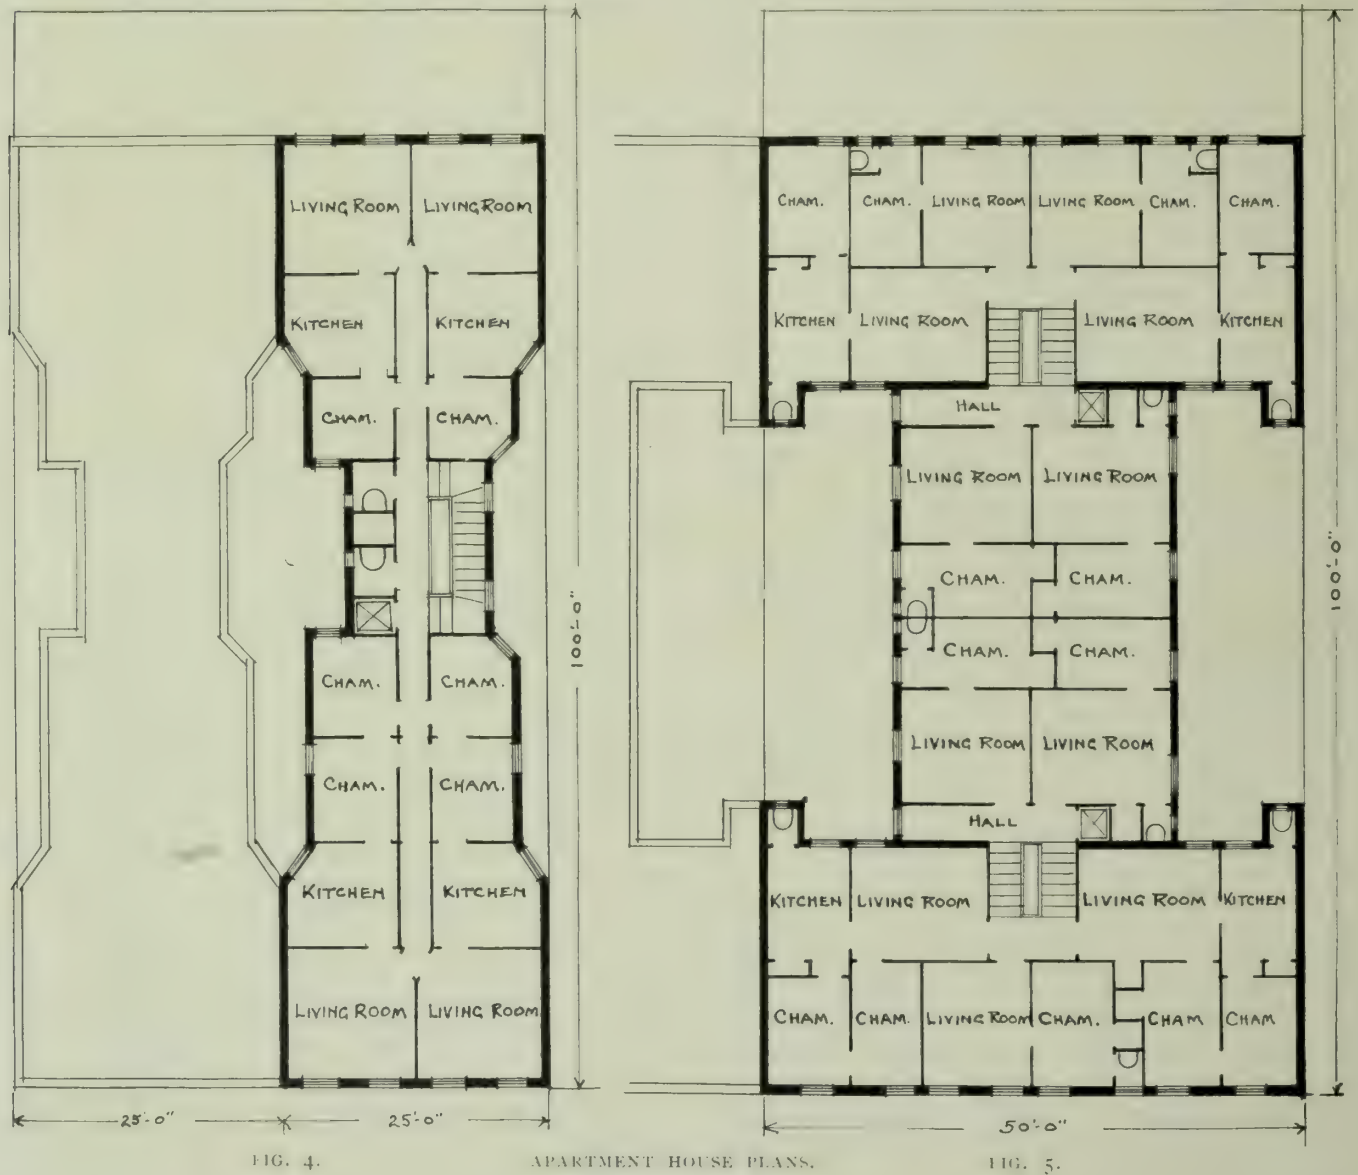 LIVING ROOM LIVING ROOM
KITCHEN KITCHEN
CHAM. CHAM.
CHAM. CHAM.
CHAM. CHAM.
KITCHEN KITCHEN
LIVING ROOM LIVING ROOM
100'-0"
25'-0" 25'-0"
FIG. 4.
CHAM. CHAM. LIVING ROOM LIVING ROOM CHAM. CHAM.
KITCHEN LIVING ROOM LIVING ROOM KITCHEN
HALL
LIVING ROOM LIVING ROOM
CHAM. CHAM.
CHAM. CHAM.
LIVING ROOM LIVING ROOM
HALL
KITCHEN LIVING ROOM LIVING ROOM KITCHEN
CHAM. CHAM. LIVING ROOM CHAM. CHAM CHAM
100'-0"
50'-0"
APARTMENT HOUSE PLANS.
FIG. 5.